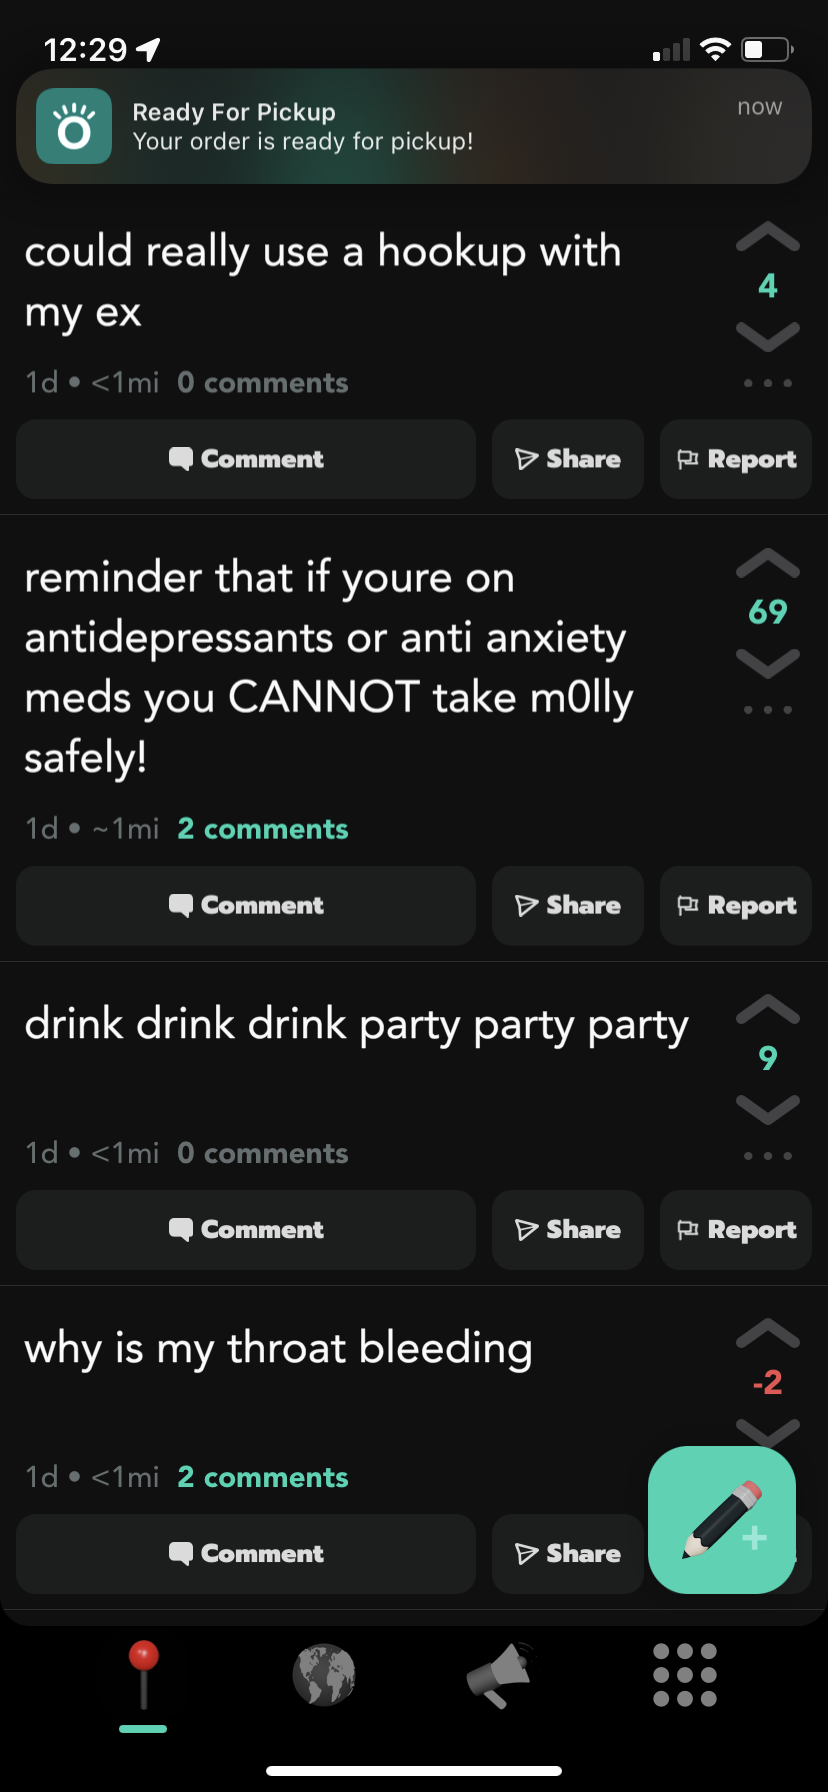 12:29
Ready For Pickup
now
Your order is ready for pickup!
could really use a hookup with
my ex
4
1d • <1mi 0 comments
Comment
Share
Report
reminder that if youre on
antidepressants or anti anxiety
meds you CANNOT take m0lly
safely!
69
1d • ~1mi 2 comments
Comment
Share
Report
drink drink drink party party party
9
1d • <1mi 0 comments
Comment
Share
Report
why is my throat bleeding
-2
1d • <1mi 2 comments
Comment
Share